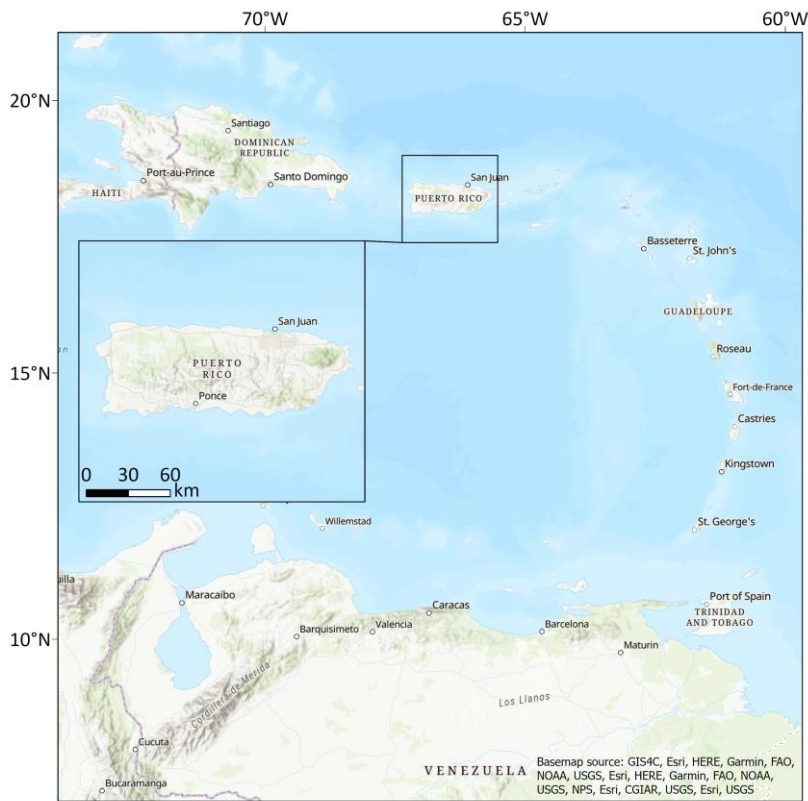 70°W 65°W 60°W
20°N
Santiago
DOMINICAN
REPUBLIC
Port-au-Prince
Santo Domingo
HAITI
San Juan
PUERTO RICO
Basseterre
St. John's
GUADELOUPE
Roseau
15°N
Fort-de-France
Castries
Kingstown
St. George's
San Juan
PUERTO
RICO
Ponce
0 30 60
km
Willemstad
Maracaibo
Caracas
Port of Spain
TRINIDAD
AND TOBAGO
10°N
Barquisimeto
Valencia
Barcelona
Maturin
Cordillera de Merida
Los Llanos
Cucuta
Bucaramanga
VENEZUELA
Basemap source: GIS4C, Esri, HERE, Garmin, FAO,
NOAA, USGS, Esri, HERE, Garmin, FAO, NOAA,
USGS, NPS, Esri, CGIAR, USGS, Esri, USGS